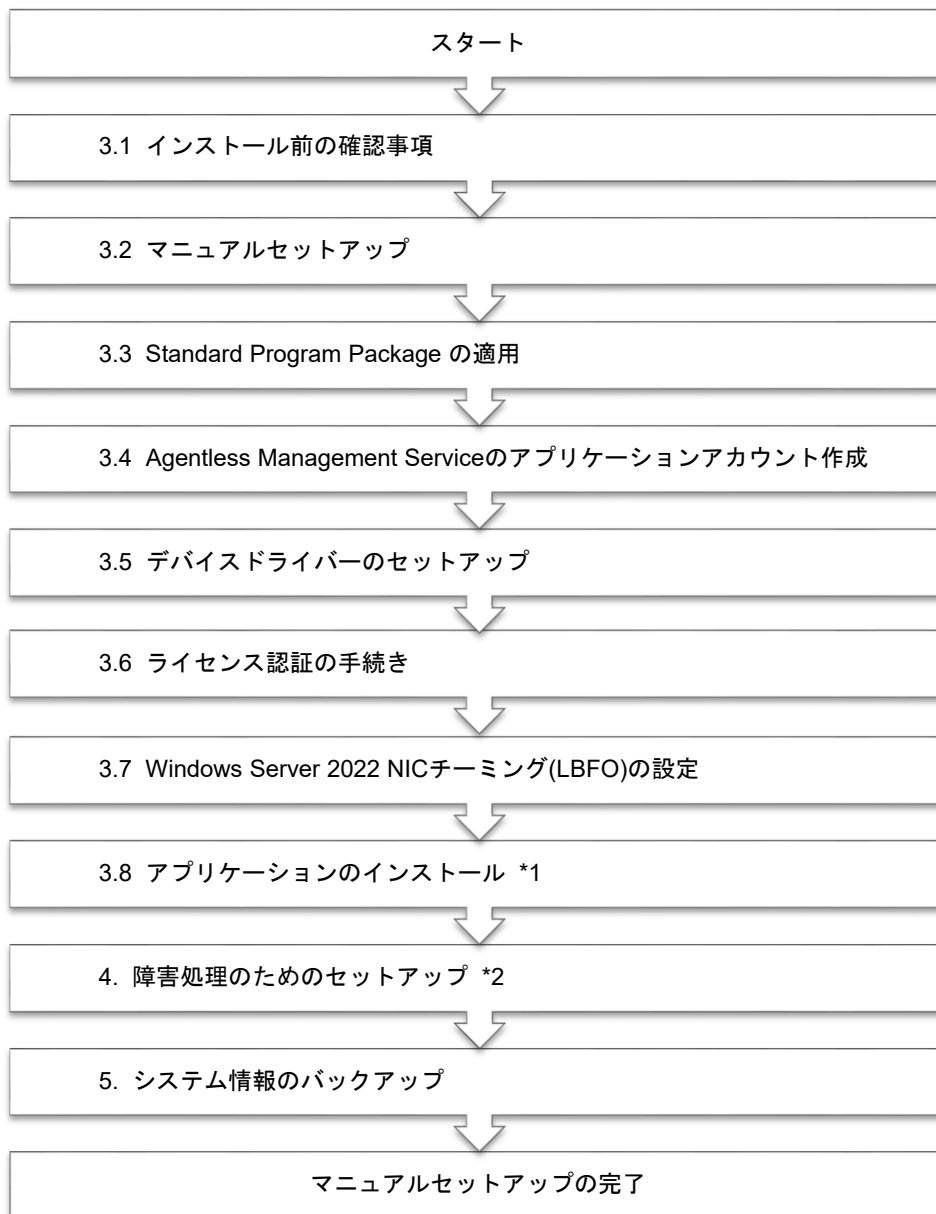 スタート
3.1 インストール前の確認事項
3.2 マニュアルセットアップ
3.3 Standard Program Package の適用
3.4 Agentless Management Serviceのアプリケーションアカウント作成
3.5 デバイスドライバーのセットアップ
3.6 ライセンス認証の手続き
3.7 Windows Server 2022 NICチーミング(LBFO)の設定
3.8 アプリケーションのインストール *1
4. 障害処理のためのセットアップ *2
5. システム情報のバックアップ
マニュアルセットアップの完了